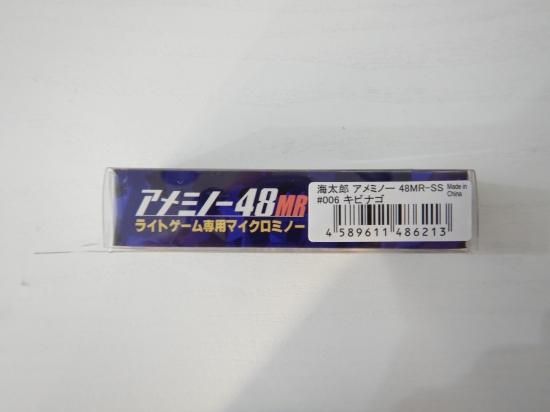 アメミノー48MR
ライトゲーム専用マイクロミノー
海太郎 アメミノー 48MR-SS
Made in
China
#006 キビナゴ
4 589611 486213